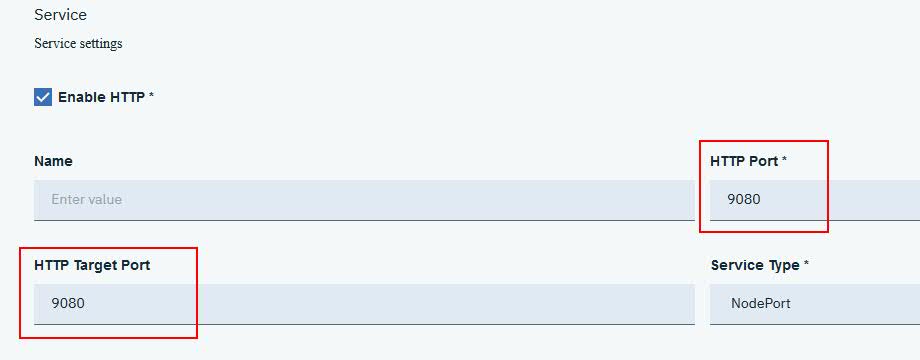 Service
Service settings
Enable HTTP *
Name
HTTP Port *
Enter value
9080
HTTP Target Port
Service Type *
9080
NodePort